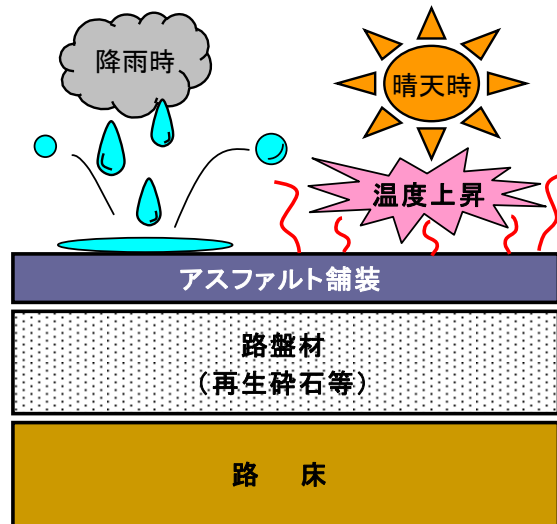 降雨時
晴天時
温度上昇
アスファルト舗装
路盤材
（再生砕石等）
路　床